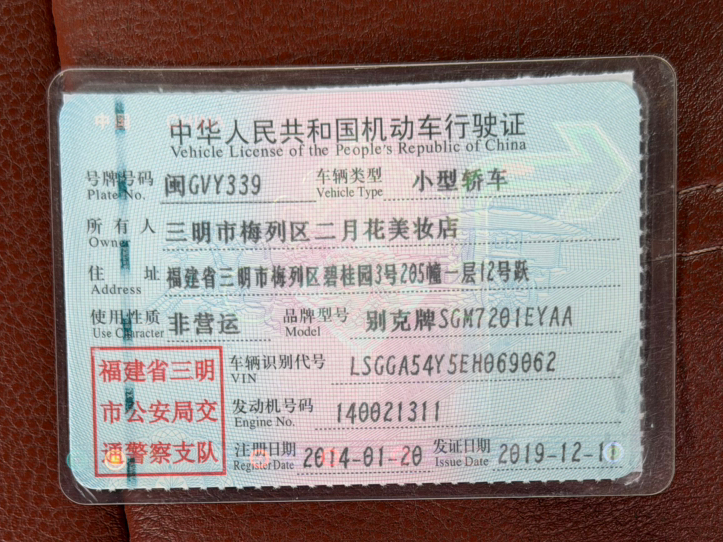 中华人民共和国机动车行驶证
Vehicle License of the People's Republic of China
号牌号码 闽GVY339 车辆类型 小型轿车
Plate No. Vehicle Type
所有人 三明市梅列区二月花美妆店
Owner
住址 福建省三明市梅列区碧桂园3号205幢一层12号跃
Address
使用性质 非营运 品牌型号 别克牌SGM7201EYAA
Use Character Model
福建省三明
市公安局交
通警察支队
车辆识别代号 LSGGA54Y5EH069062
VIN
发动机号码 140021311
Engine No.
注册日期 2014-01-20 发证日期 2019-12-11
Register Date Issue Date